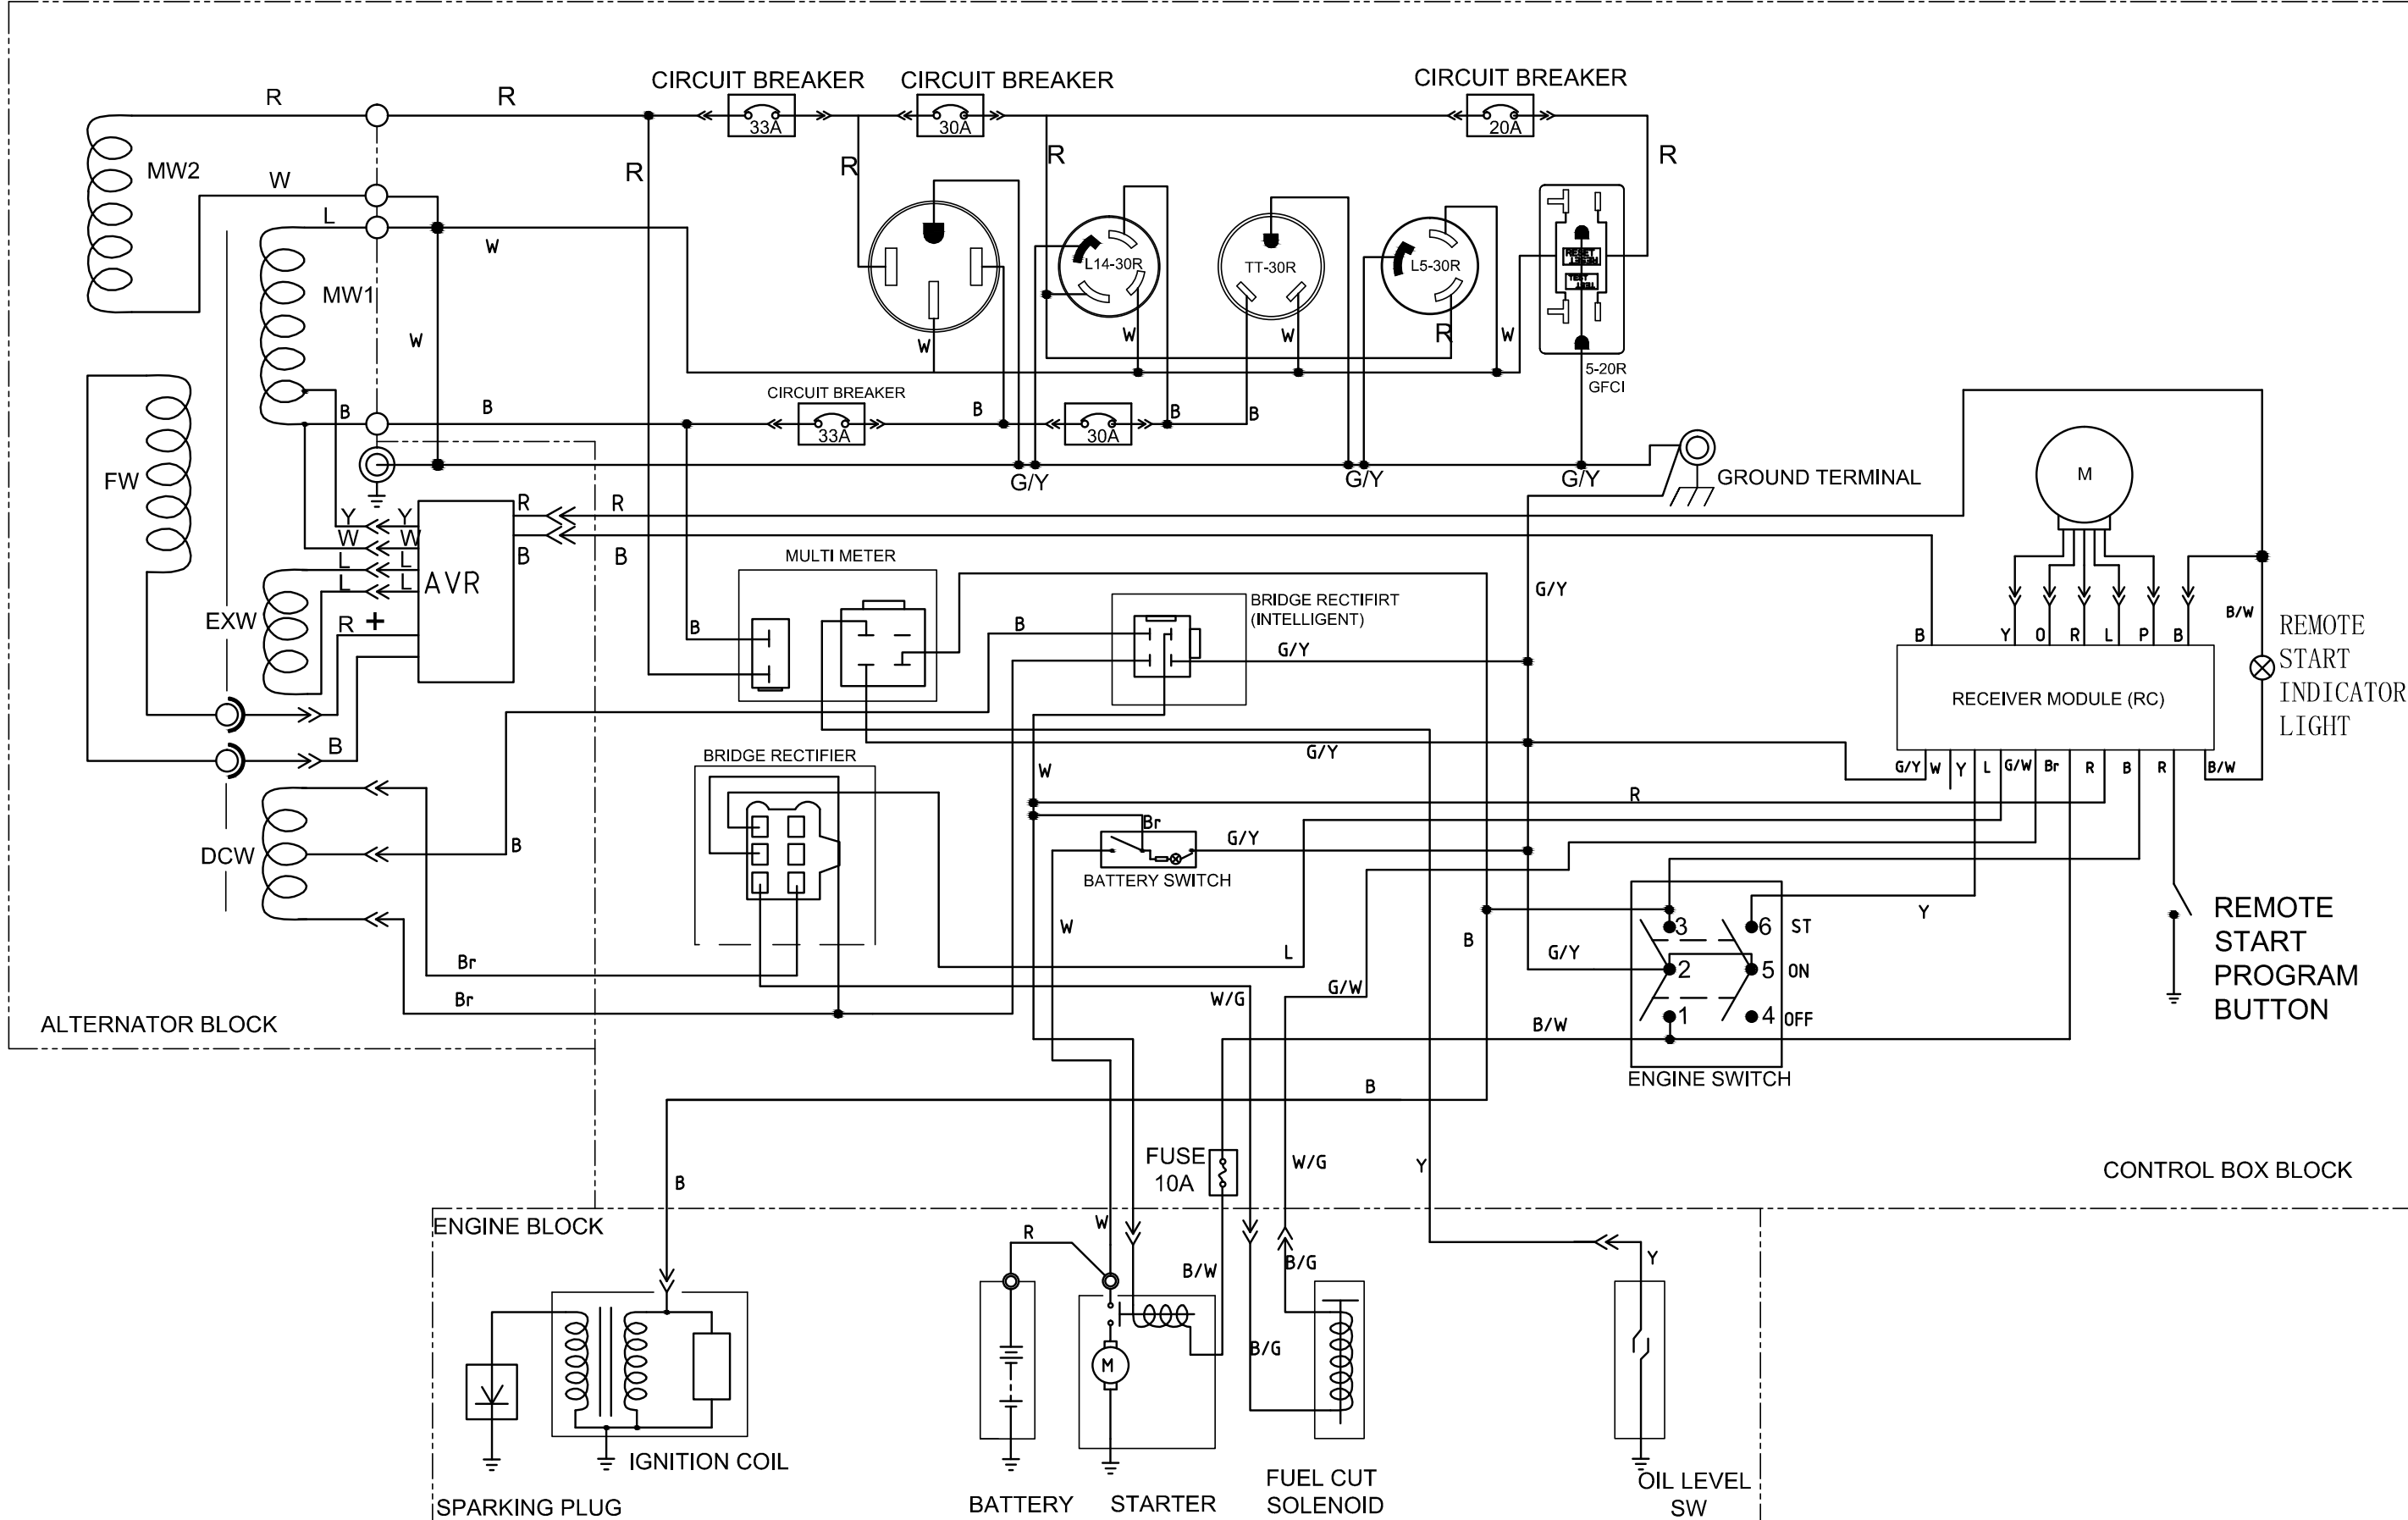 CIRCUIT BREAKER CIRCUIT BREAKER CIRCUIT BREAKER
R R
33A 30A 20A
R R R R
MW2
W
L
W
L14-30R TT-30R L5-30R
RESET
RESET
TEST
TEST
MW1
W W W W R W
5-20R
GFCI
CIRCUIT BREAKER
B B B B B
33A 30A
FW
G/Y G/Y G/Y
GROUND TERMINAL
M
Y Y R R
W W
L L B B
L L
AVR
MULTI METER
EXW
R +
B
B
BRIDGE RECTIFIRT
(INTELLIGENT)
G/Y
G/Y
B Y O R L P B
B/W
REMOTE
START
INDICATOR
LIGHT
RECEIVER MODULE (RC)
B
BRIDGE RECTIFIER
G/Y
W
G/Y W Y L G/W Br R B R B/W
R
DCW
B
Br
G/Y
BATTERY SWITCH
W
B
L
G/Y
Y
3 6 ST
2 5 ON
1 4 OFF
ENGINE SWITCH
REMOTE
START
PROGRAM
BUTTON
Br
Br
W/G
G/W
B/W
ALTERNATOR BLOCK
B
FUSE
10A
W/G
Y
B
CONTROL BOX BLOCK
ENGINE BLOCK
R
W
B/W
B/G
B/G
Y
M
IGNITION COIL
SPARKING PLUG
BATTERY
STARTER
FUEL CUT
SOLENOID
OIL LEVEL
SW